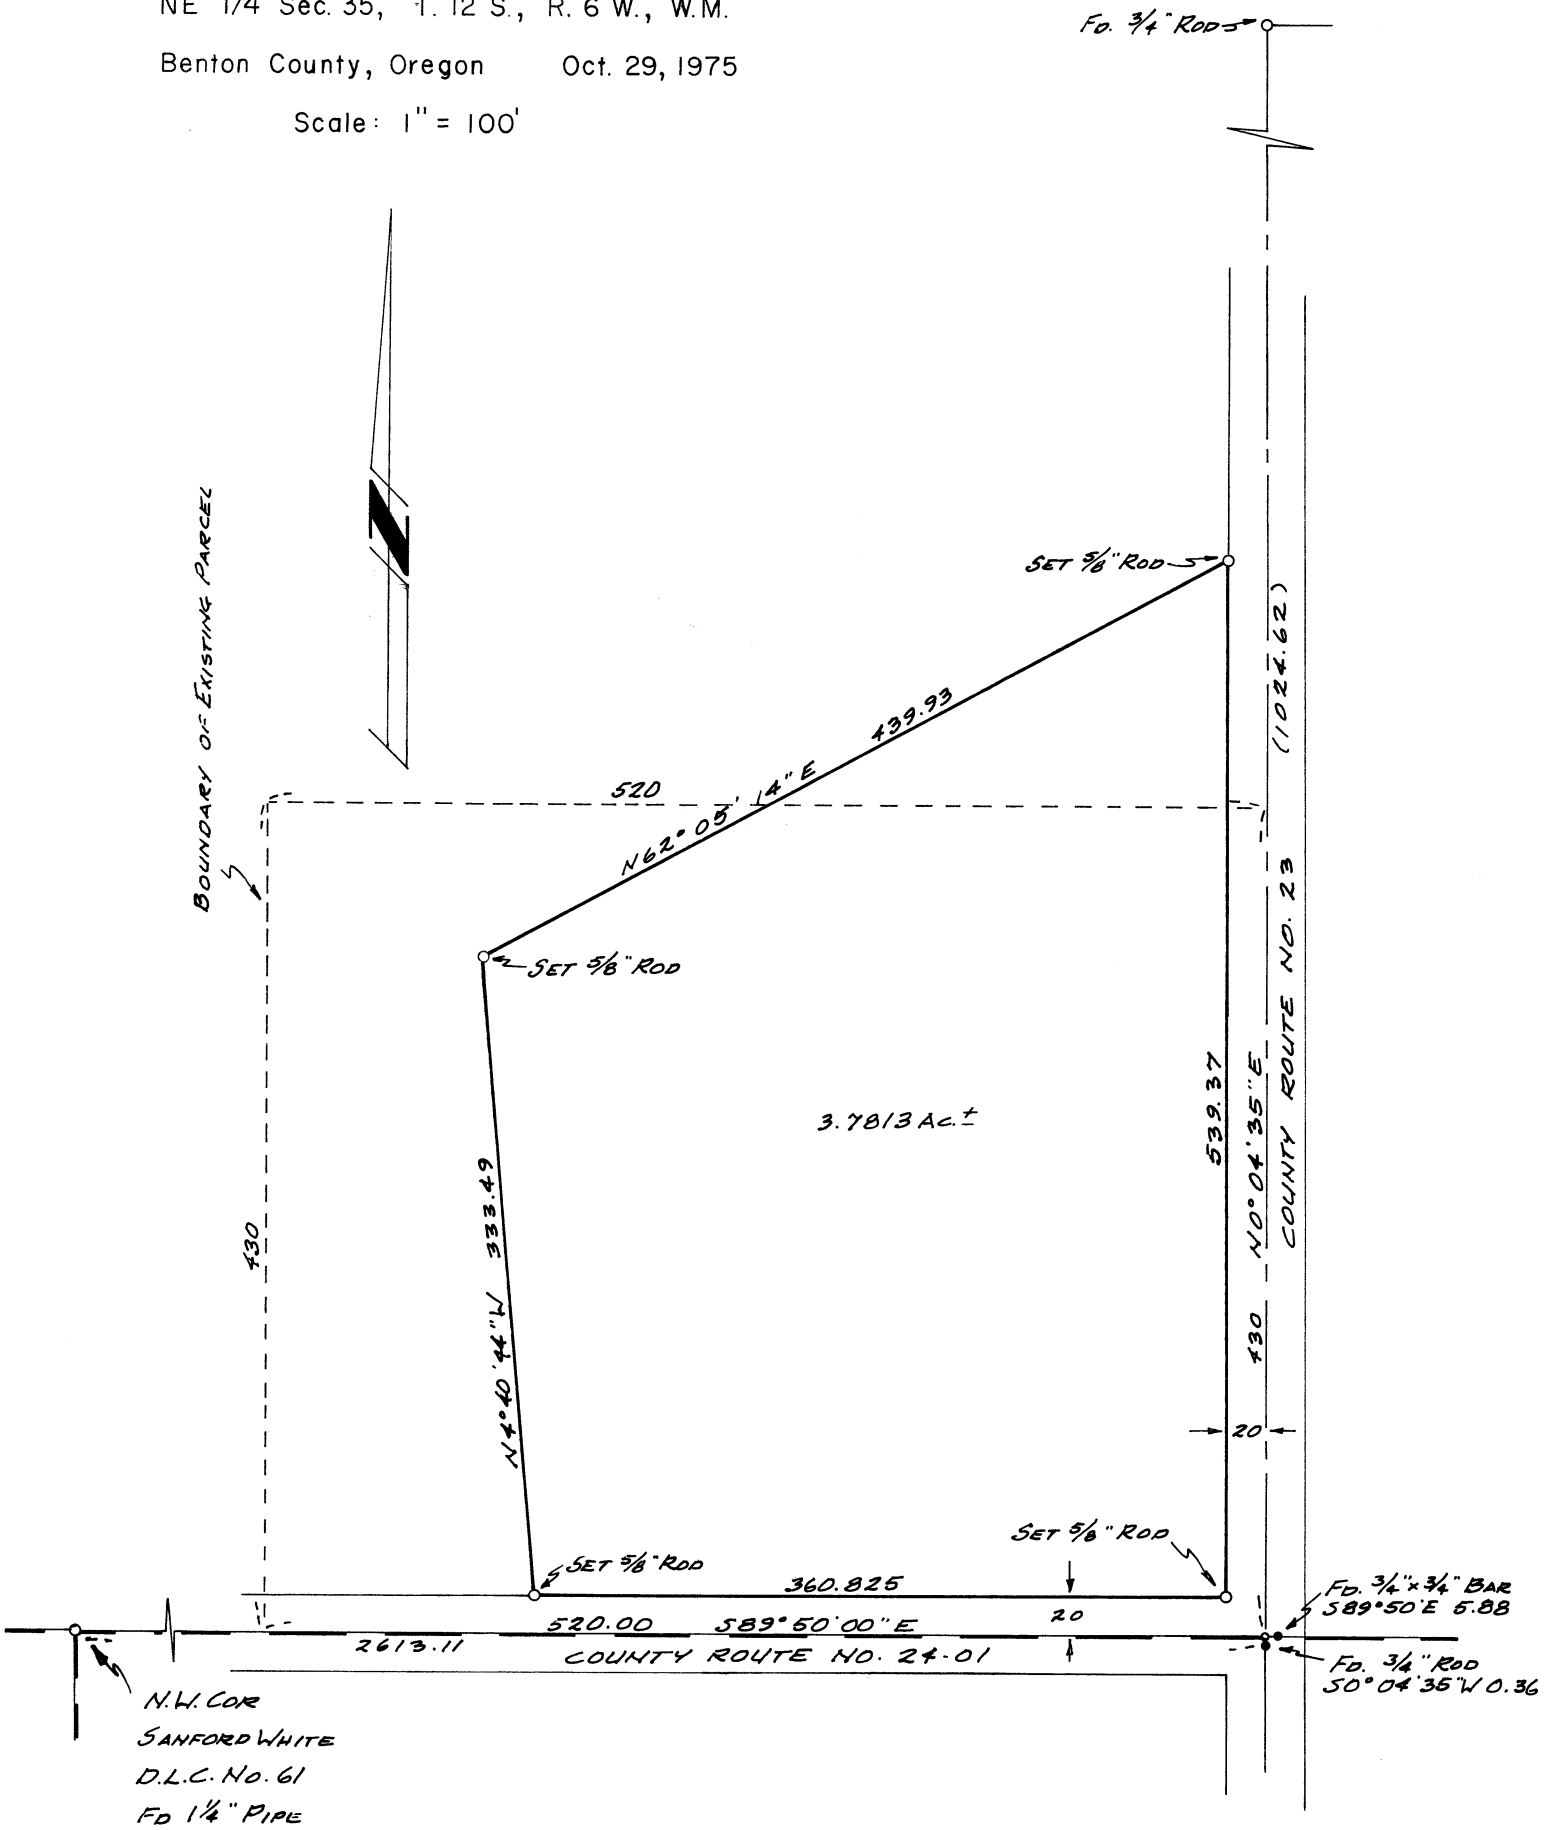 NE 1/4 Sec. 35, T. 12 S., R. 6 W., W.M.
Benton County, Oregon Oct. 29, 1975
Scale: 1" = 100'
FD. 3/4" ROD
N
BOUNDARY OF EXISTING PARCEL
SET 5/8" ROD
(1024.62)
439.93
N62°05'14"E
520
COUNTY ROUTE NO. 23
SET 5/8" ROD
539.37
N0°04'35"E
3.7813 AC.±
333.49
N4°40'44"W
430
430
20
SET 5/8" ROD
SET 5/8" ROD
360.825
20
FD. 3/4" x 3/4" BAR
S89°50'E 5.88
520.00 S89°50'00"E
2613.11
COUNTY ROUTE NO. 24-01
FD. 3/4" ROD
S0°04'35"W 0.36
N.W. COR
SANFORD WHITE
D.L.C. NO. 61
FD 1 1/4" PIPE